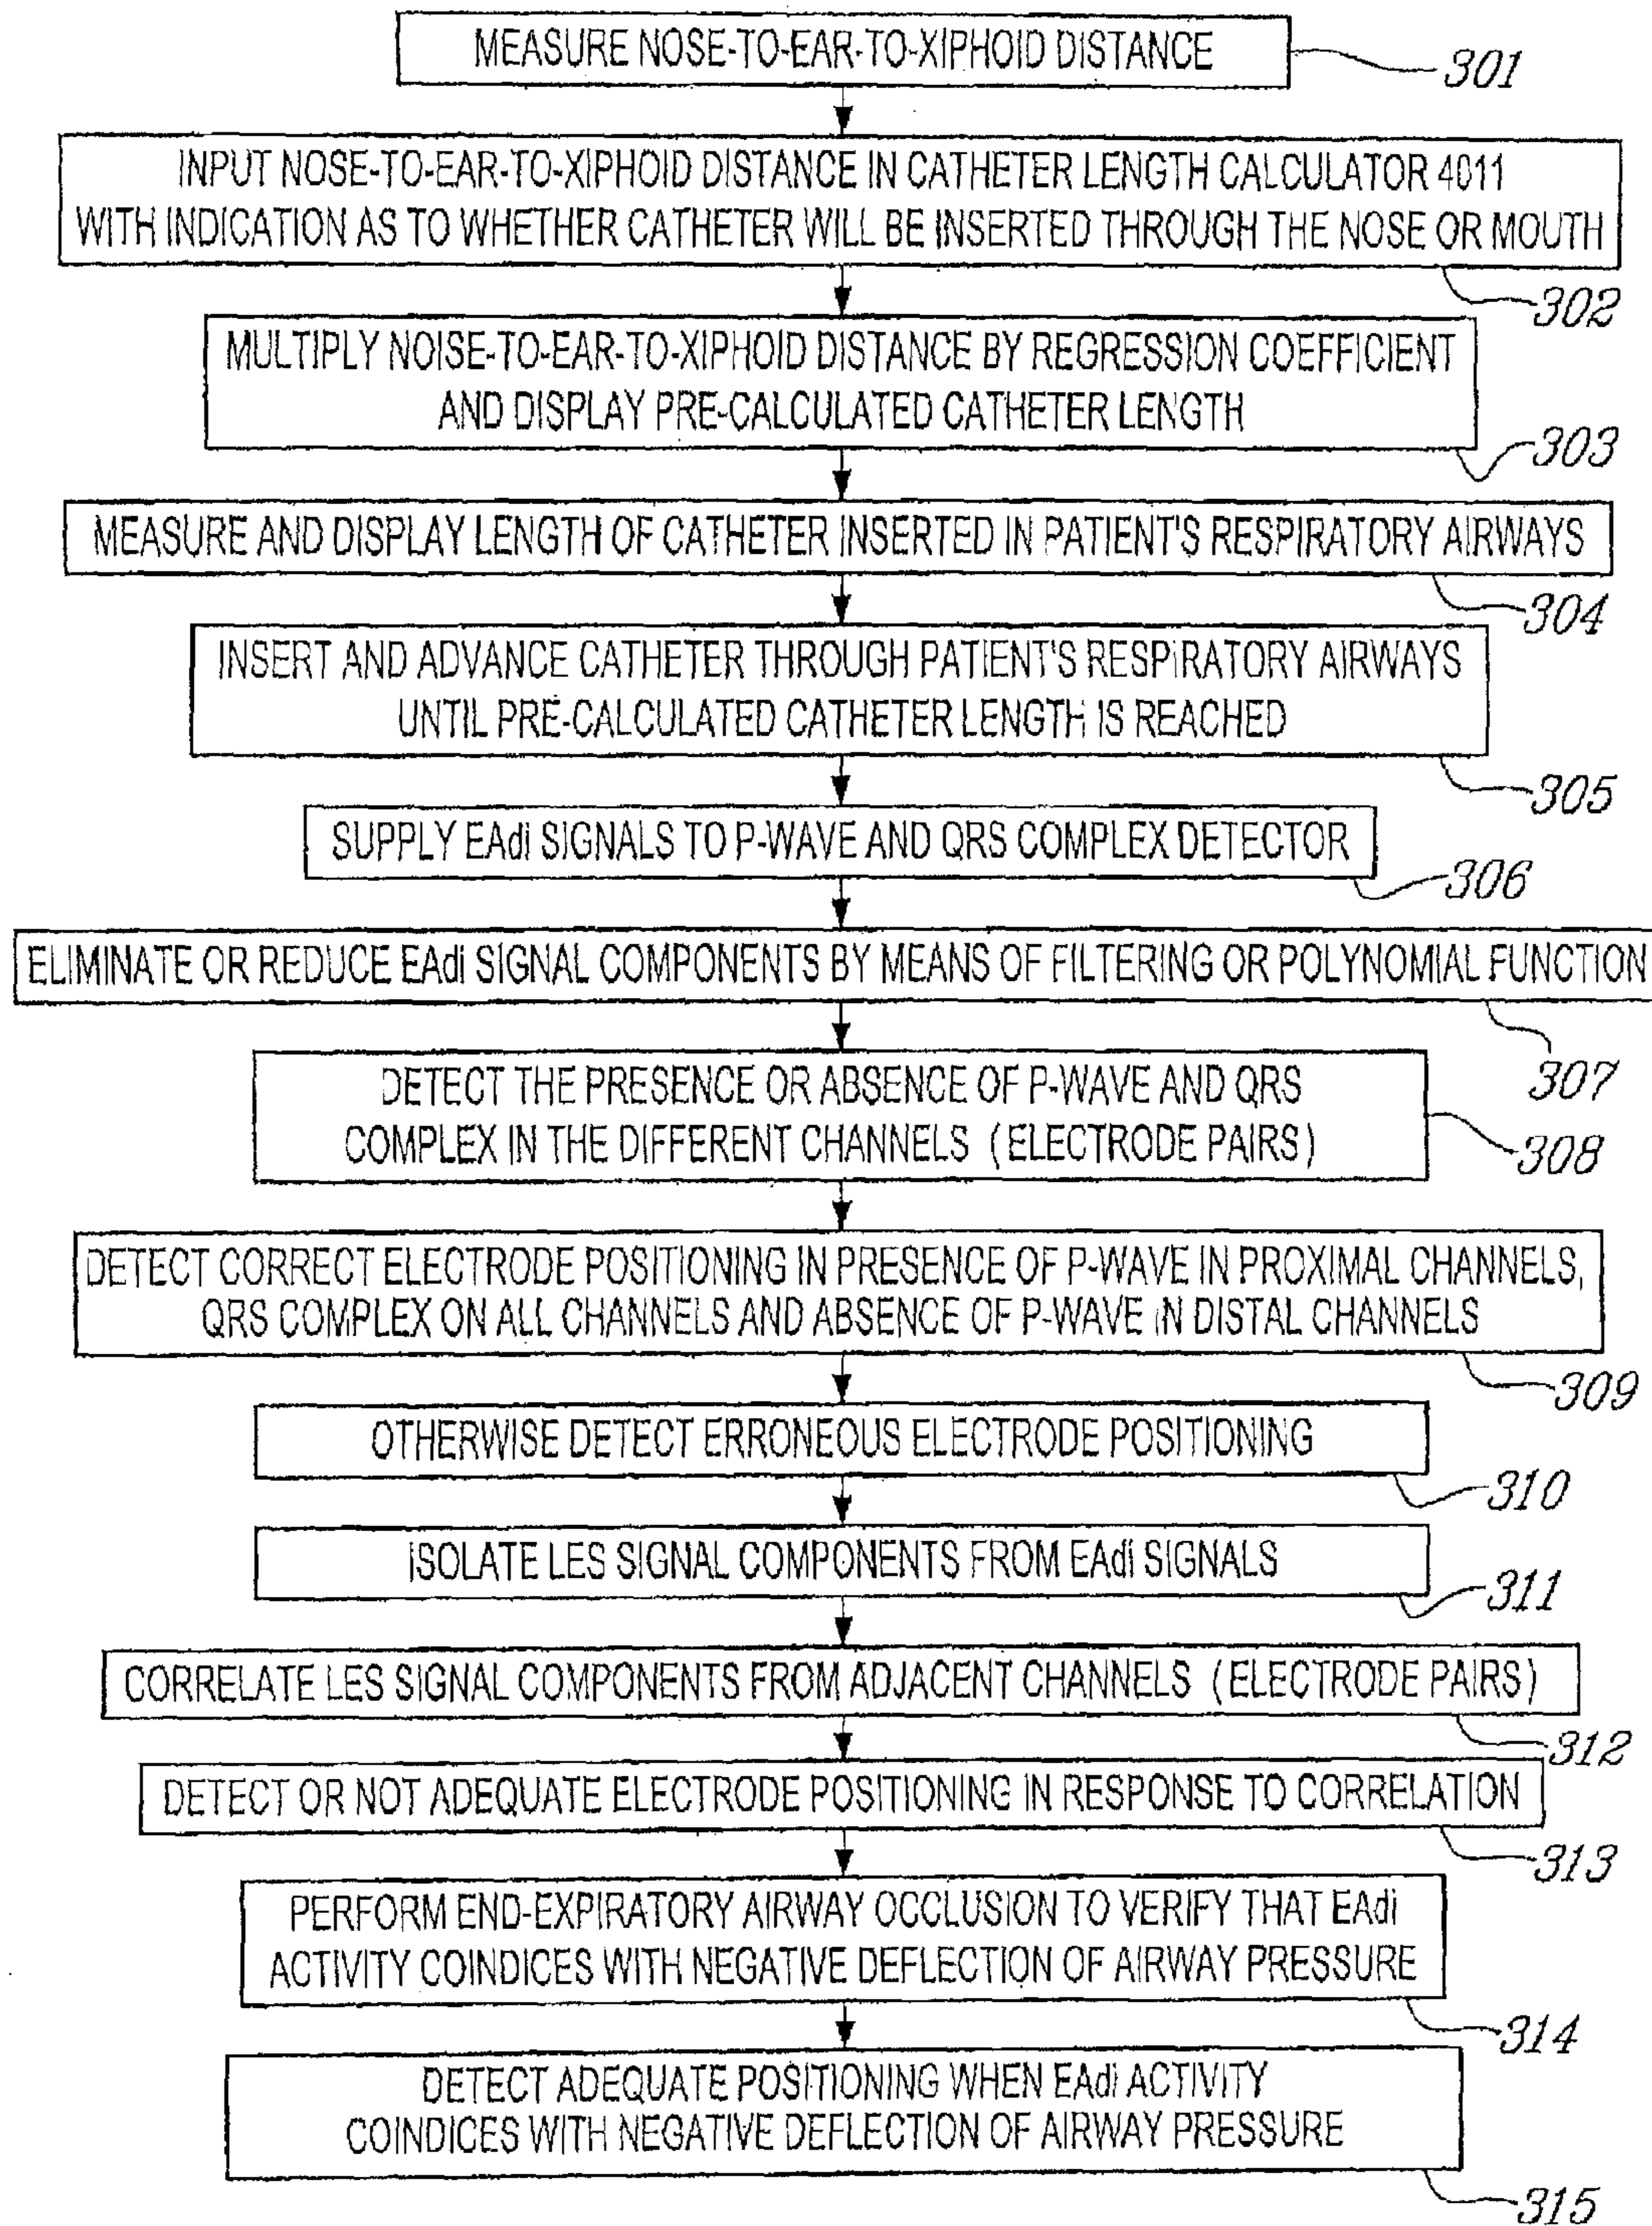 MEASURE NOSE-TO-EAR-TO-XIPHOID DISTANCE
301
INPUT NOSE-TO-EAR-TO-XIPHOID DISTANCE IN CATHETER LENGTH CALCULATOR 4011
WITH INDICATION AS TO WHETHER CATHETER WILL BE INSERTED THROUGH THE NOSE OR MOUTH
302
MULTIPLY NOISE-TO-EAR-TO-XIPHOID DISTANCE BY REGRESSION COEFFICIENT
AND DISPLAY PRE-CALCULATED CATHETER LENGTH
303
MEASURE AND DISPLAY LENGTH OF CATHETER INSERTED IN PATIENT'S RESPIRATORY AIRWAYS
304
INSERT AND ADVANCE CATHETER THROUGH PATIENT'S RESPIRATORY AIRWAYS
UNTIL PRE-CALCULATED CATHETER LENGTH IS REACHED
305
SUPPLY EAdi SIGNALS TO P-WAVE AND QRS COMPLEX DETECTOR
306
ELIMINATE OR REDUCE EAdi SIGNAL COMPONENTS BY MEANS OF FILTERING OR POLYNOMIAL FUNCTION
307
DETECT THE PRESENCE OR ABSENCE OF P-WAVE AND QRS
COMPLEX IN THE DIFFERENT CHANNELS (ELECTRODE PAIRS)
308
DETECT CORRECT ELECTRODE POSITIONING IN PRESENCE OF P-WAVE IN PROXIMAL CHANNELS,
QRS COMPLEX ON ALL CHANNELS AND ABSENCE OF P-WAVE IN DISTAL CHANNELS
309
OTHERWISE DETECT ERRONEOUS ELECTRODE POSITIONING
310
ISOLATE LES SIGNAL COMPONENTS FROM EAdi SIGNALS
311
CORRELATE LES SIGNAL COMPONENTS FROM ADJACENT CHANNELS (ELECTRODE PAIRS)
312
DETECT OR NOT ADEQUATE ELECTRODE POSITIONING IN RESPONSE TO CORRELATION
313
PERFORM END-EXPIRATORY AIRWAY OCCLUSION TO VERIFY THAT EAdi
ACTIVITY COINDICES WITH NEGATIVE DEFLECTION OF AIRWAY PRESSURE
314
DETECT ADEQUATE POSITIONING WHEN EAdi ACTIVITY
COINDICES WITH NEGATIVE DEFLECTION OF AIRWAY PRESSURE
315